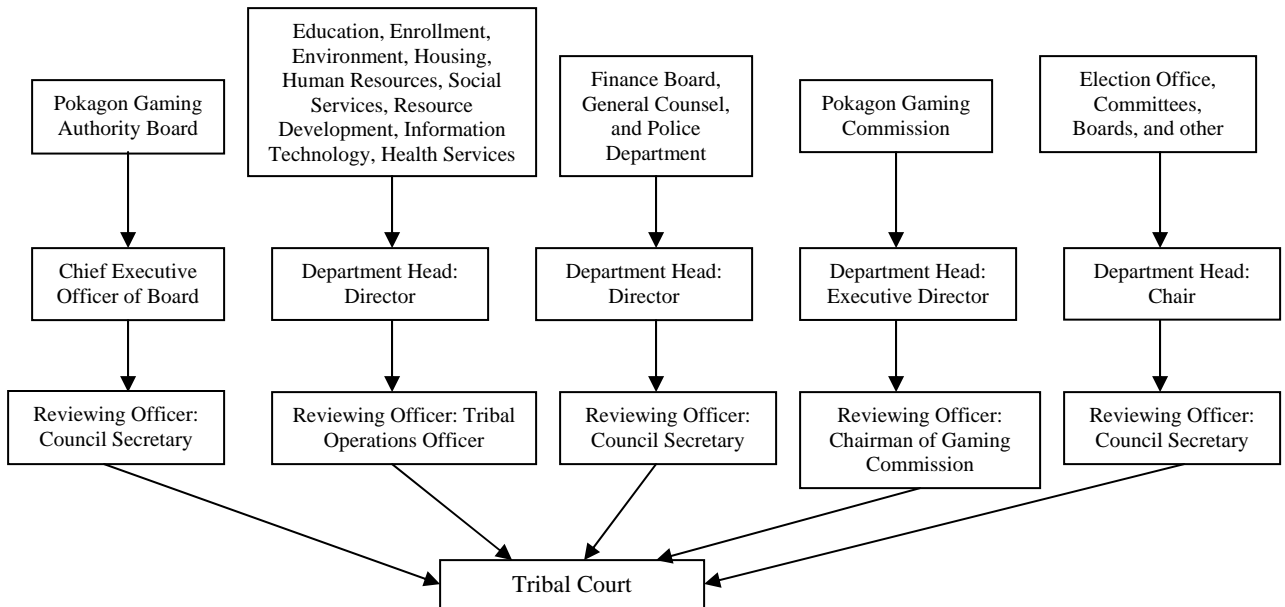 Pokagon Gaming
Authority Board
Education, Enrollment,
Environment, Housing,
Human Resources, Social
Services, Resource
Development, Information
Technology, Health Services
Finance Board,
General Counsel,
and Police
Department
Pokagon Gaming
Commission
Election Office,
Committees,
Boards, and other
Chief Executive
Officer of Board
Department Head:
Director
Department Head:
Director
Department Head:
Executive Director
Department Head:
Chair
Reviewing Officer:
Council Secretary
Reviewing Officer: Tribal
Operations Officer
Reviewing Officer:
Council Secretary
Reviewing Officer:
Chairman of Gaming
Commission
Reviewing Officer:
Council Secretary
Tribal Court